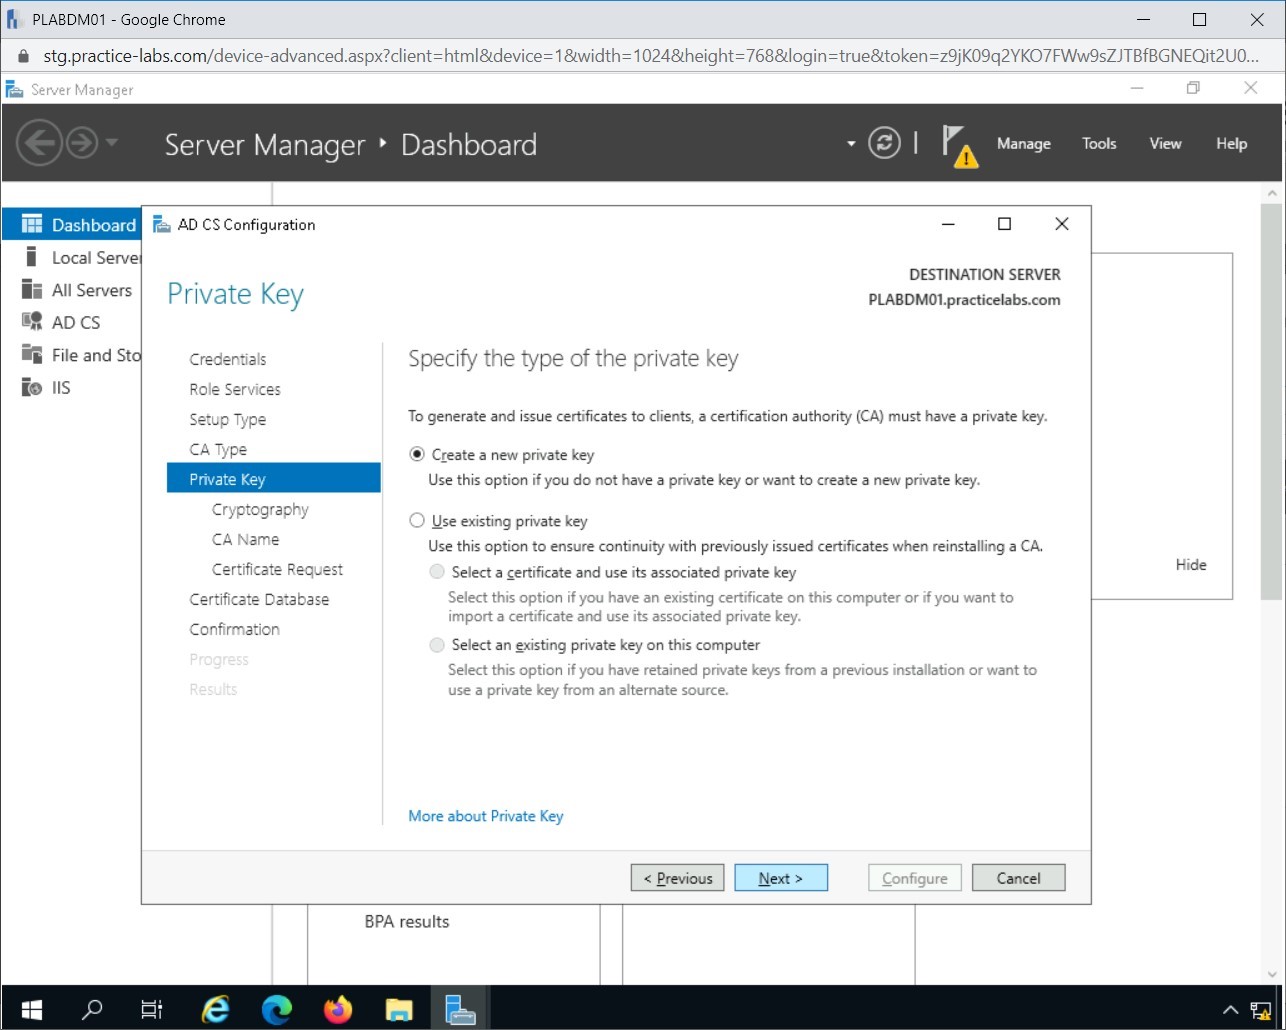 PLABDM01 - Google Chrome
stg.practice-labs.com/device-advanced.aspx?client=html&device=1&width=1024&height=768&login=true&token=z9jK09q2YKO7FWw9sZJTBfBGNEQit2U0...
Server Manager
Server Manager Dashboard
Manage Tools View Help
Dashboard
Local Server
All Servers
AD CS
File and Sto
IIS
AD CS Configuration
Private Key
DESTINATION SERVER
PLABDM01.practicelabs.com
Credentials
Role Services
Setup Type
CA Type
Private Key
Cryptography
CA Name
Certificate Request
Certificate Database
Confirmation
Progress
Results
Specify the type of the private key
To generate and issue certificates to clients, a certification authority (CA) must have a private key.
Create a new private key
Use this option if you do not have a private key or want to create a new private key.
Use existing private key
Use this option to ensure continuity with previously issued certificates when reinstalling a CA.
Select a certificate and use its associated private key
Select this option if you have an existing certificate on this computer or if you want to
import a certificate and use its associated private key.
Select an existing private key on this computer
Select this option if you have retained private keys from a previous installation or want to
use a private key from an alternate source.
More about Private Key
< Previous Next > Configure Cancel
Hide
BPA results